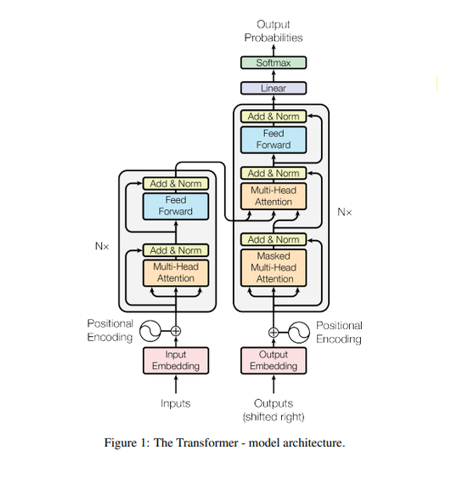 Output
Probabilities
Softmax
Linear
Add & Norm
Feed
Forward
Add & Norm
Multi-Head
Attention
Nx
Add & Norm
Masked
Multi-Head
Attention
Add & Norm
Feed
Forward
Nx
Add & Norm
Multi-Head
Attention
Positional
Encoding
Positional
Encoding
Input
Embedding
Output
Embedding
Inputs
Outputs
(shifted right)
Figure 1: The Transformer - model architecture.